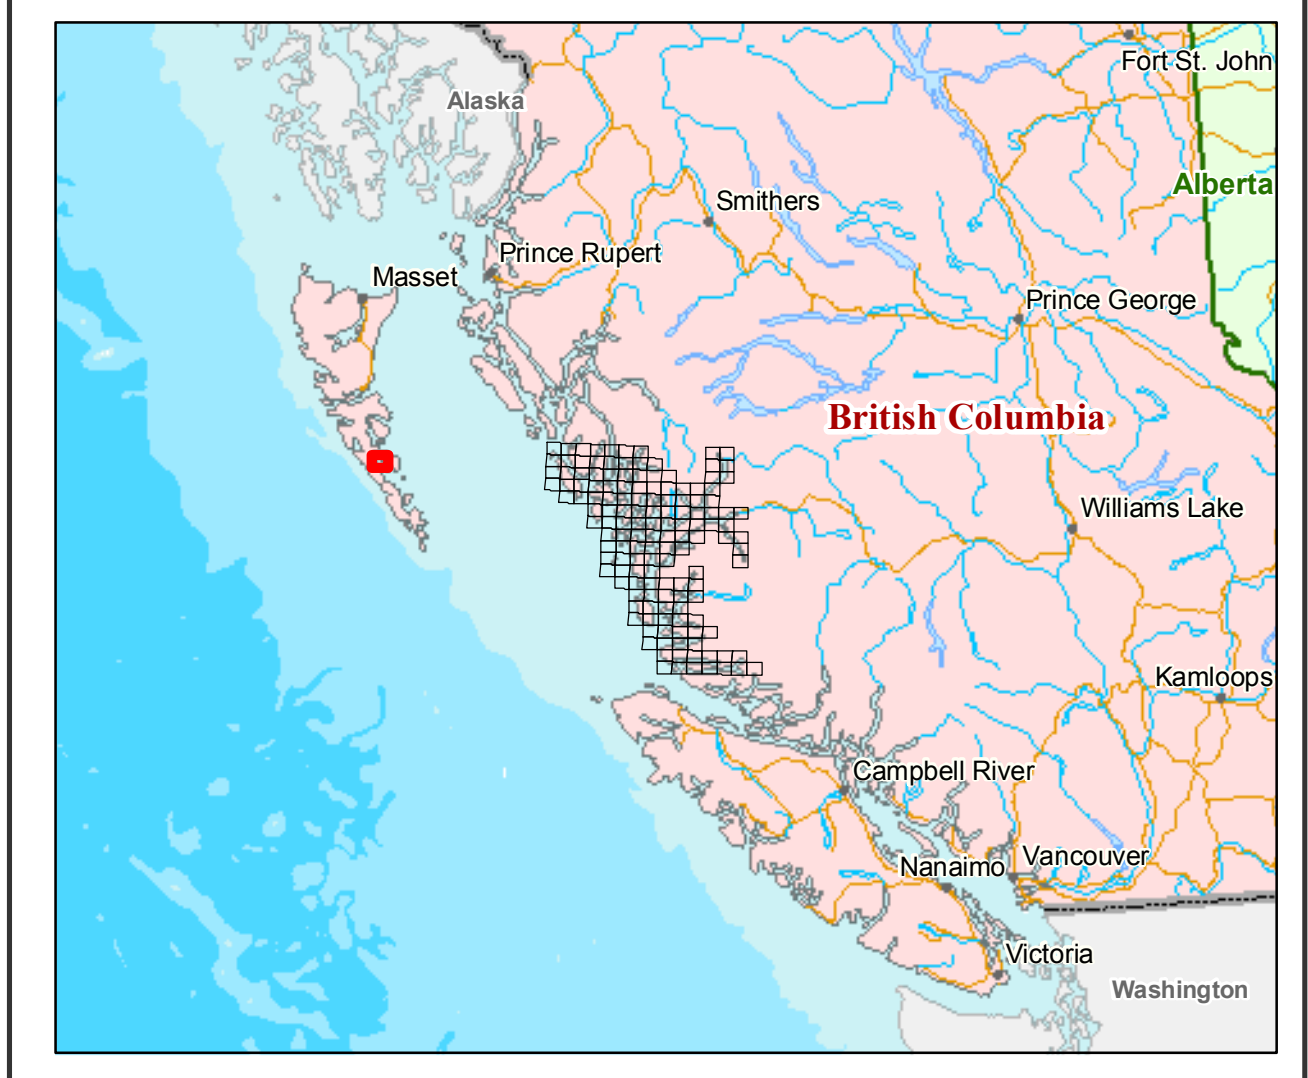 Fort St. John
Alaska
Alberta
Smithers
Prince Rupert
Masset
Prince George
British Columbia
Williams Lake
Kamloops
Campbell River
Vancouver
Nanaimo
Victoria
Washington